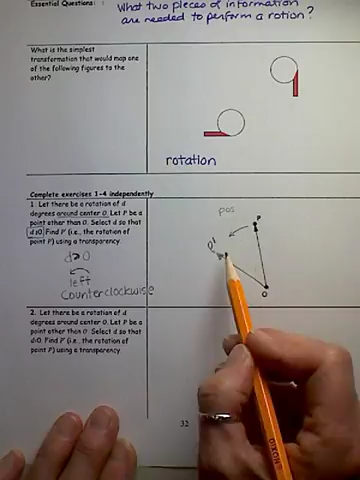 Essential Questions:
What two pieces of information
are needed to perform a rotion?
What is the simplest
transformation that would map one
of the following figures to the
other?
rotation
Complete exercises 1-4 independently
1 Let there be a rotation of d
degrees around center O. Let P be a
point other than O. Select d so that
d≥0. Find P' (i.e., the rotation of
point P) using a transparency
pos
P
P'
O
d>0
left
counterclockwise
2. Let there be a rotation of d
degrees around center O. Let P be a
point other than O. Select d so that
d<0. Find P' (i.e., the rotation of
point P) using a transparency
32